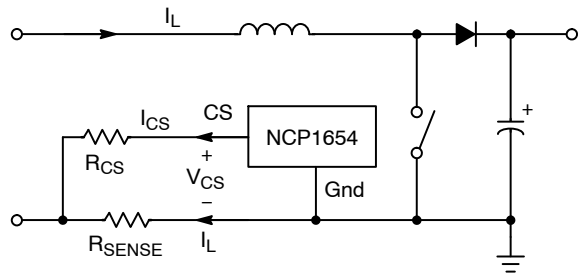 I_L
+
CS
I_CS
NCP1654
R_CS
+
V_CS
−
Gnd
R_SENSE
I_L